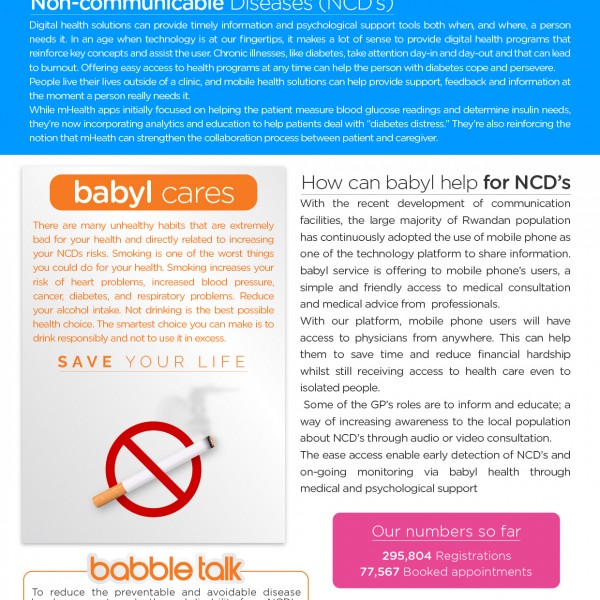 Non-communicable Diseases (NCD's)
Digital health solutions can provide timely information and psychological support tools both when, and where, a person
needs it. In an age when technology is at our fingertips, it makes a lot of sense to provide digital health programs that
reinforce key concepts and assist the user. Chronic illnesses, like diabetes, take attention day-in and day-out and that can lead
to burnout. Offering easy access to health programs at any time can help the person with diabetes cope and persevere.
People live their lives outside of a clinic, and mobile health solutions can help provide support, feedback and information at
the moment a person really needs it.
While mHealth apps initially focused on helping the patient measure blood glucose readings and determine insulin needs,
they're now incorporating analytics and education to help patients deal with "diabetes distress." They're also reinforcing the
notion that mHeath can strengthen the collaboration process between patient and caregiver.
babyl cares
There are many unhealthy habits that are extremely
bad for your health and directly related to increasing
your NCDs risks. Smoking is one of the worst things
you could do for your health. Smoking increases your
risk of heart problems, increased blood pressure,
cancer, diabetes, and respiratory problems. Reduce
your alcohol intake. Not drinking is the best possible
health choice. The smartest choice you can make is to
drink responsibly and not to use it in excess.
SAVE YOUR LIFE
How can babyl help for NCD's
With the recent development of communication
facilities, the large majority of Rwandan population
has continuously adopted the use of mobile phone as
one of the technology platform to share information.
babyl service is offering to mobile phone's users, a
simple and friendly access to medical consultation
and medical advice from professionals.
With our platform, mobile phone users will have
access to physicians from anywhere. This can help
them to save time and reduce financial hardship
whilst still receiving access to health care even to
isolated people.
Some of the GP's roles are to inform and educate; a
way of increasing awareness to the local population
about NCD's through audio or video consultation.
The ease access enable early detection of NCD's and
on-going monitoring via babyl health through
medical and psychological support
Our numbers so far
295,804 Registrations
77,567 Booked appointments
babble talk
To reduce the preventable and avoidable disease